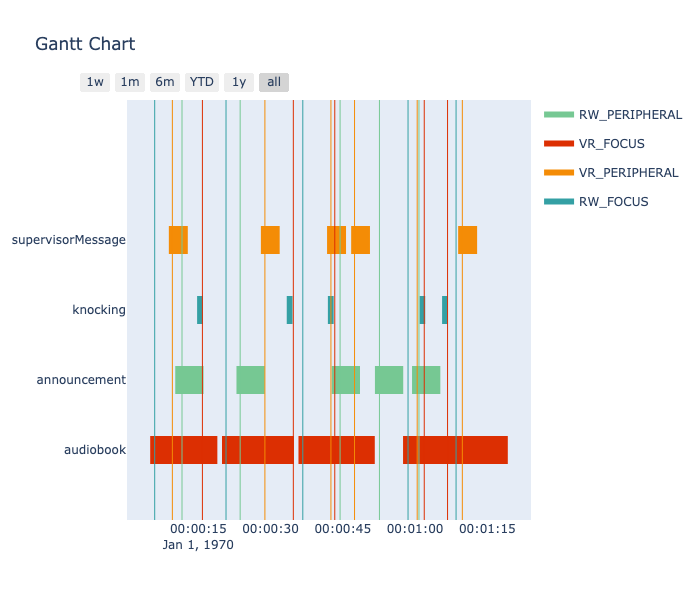 Gantt Chart
1w 1m 6m YTD 1y all
RW_PERIPHERAL
VR_FOCUS
VR_PERIPHERAL
RW_FOCUS
supervisorMessage
knocking
announcement
audiobook
00:00:15 00:00:30 00:00:45 00:01:00 00:01:15
Jan 1, 1970